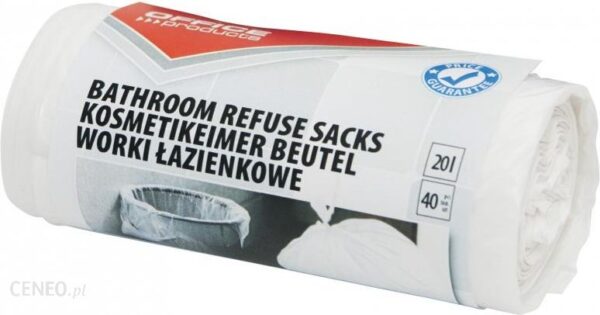 OFFICE
products
PRICE
GUARANTEE
BATHROOM REFUSE SACKS
KOSMETIKEIMER BEUTEL
WORKI ŁAZIENKOWE
20l
40
CENEO.pl